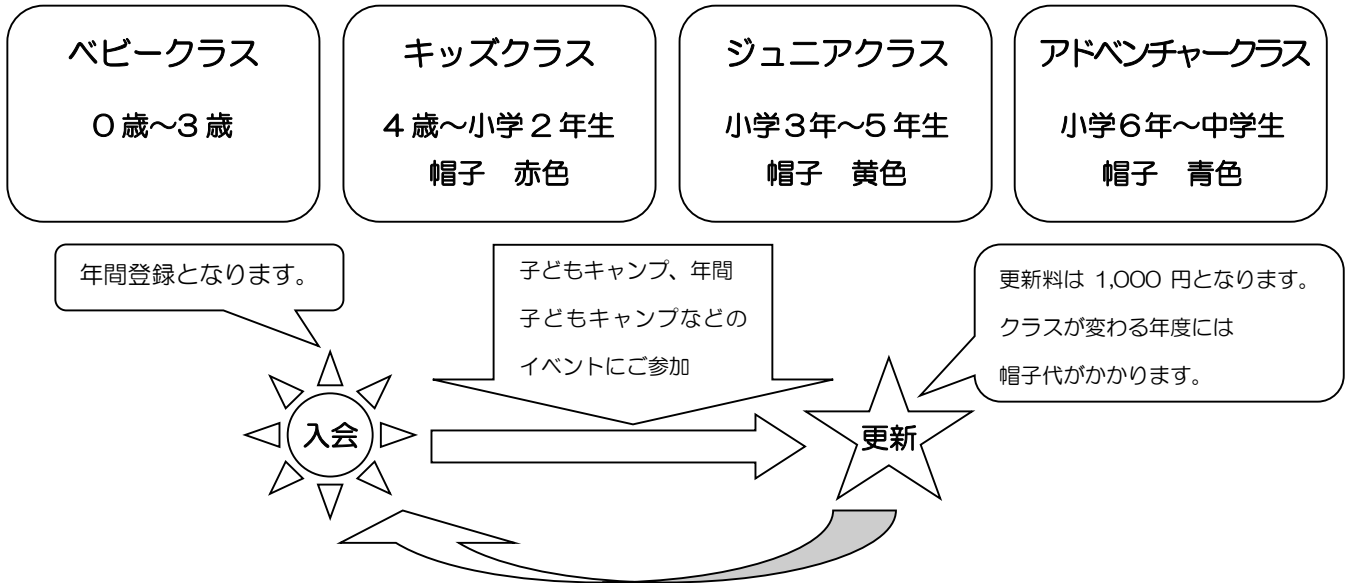 ベビークラス
0歳～3歳
キッズクラス
4歳～小学2年生
帽子 赤色
ジュニアクラス
小学3年～5年生
帽子 黄色
アドベンチャークラス
小学6年～中学生
帽子 青色
年間登録となります。
子どもキャンプ、年間
子どもキャンプなどの
イベントにご参加
更新料は 1,000 円となります。
クラスが変わる年度には
帽子代がかかります。
入会
更新